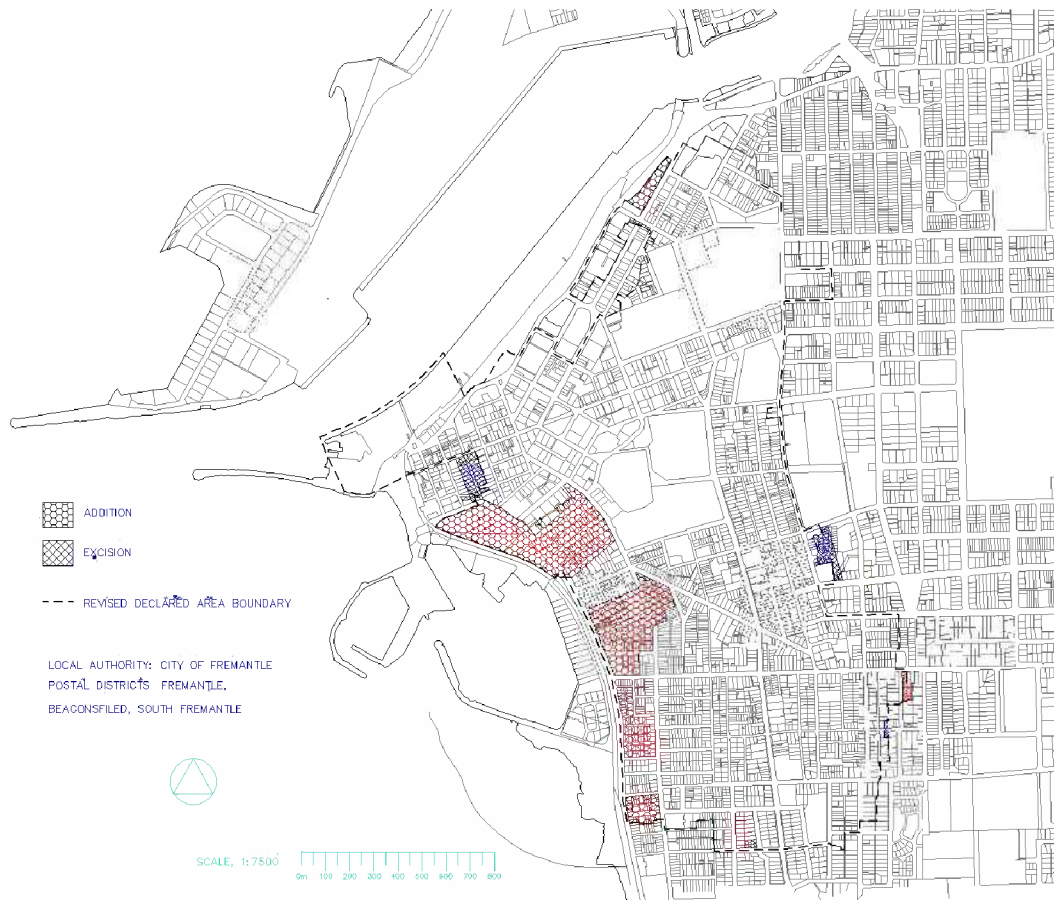 ADDITION
EXCISION
REVISED DECLARED AREA BOUNDARY
LOCAL AUTHORITY: CITY OF FREMANTLE
POSTAL DISTRICTS FREMANTLE,
BEACONSFILED, SOUTH FREMANTLE
SCALE, 1:7500
0m 100 200 300 400 500 600 700 800